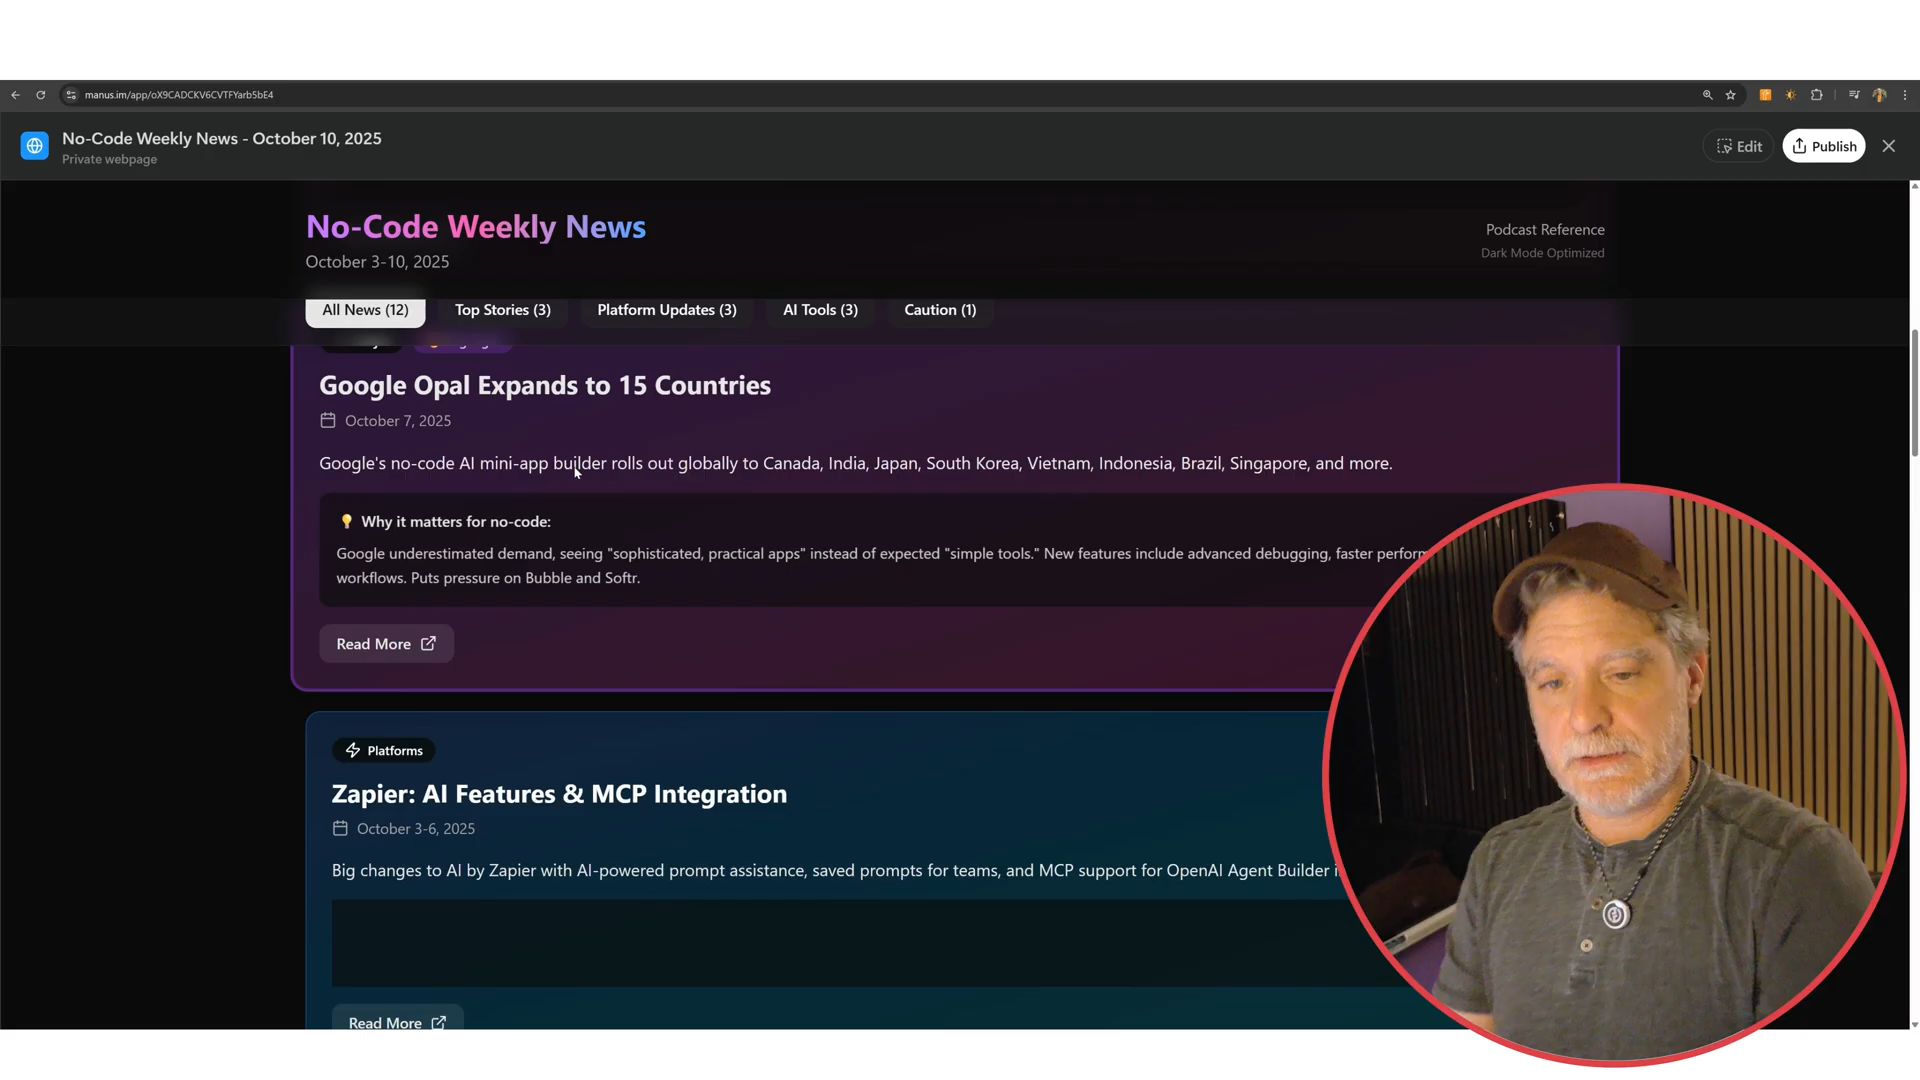 manus.im/app/oX9CADCKV6CVTFYarb5bE4
No-Code Weekly News - October 10, 2025
Private webpage
Edit
Publish
No-Code Weekly News
October 3-10, 2025
Podcast Reference
Dark Mode Optimized
All News (12)
Top Stories (3)
Platform Updates (3)
AI Tools (3)
Caution (1)
Google Opal Expands to 15 Countries
October 7, 2025
Google's no-code AI mini-app builder rolls out globally to Canada, India, Japan, South Korea, Vietnam, Indonesia, Brazil, Singapore, and more.
Why it matters for no-code:
Google underestimated demand, seeing "sophisticated, practical apps" instead of expected "simple tools." New features include advanced debugging, faster
workflows. Puts pressure on Bubble and Softr.
Read More
Platforms
Zapier: AI Features & MCP Integration
October 3-6, 2025
Big changes to AI by Zapier with AI-powered prompt assistance, saved prompts for teams, and MCP support for OpenAI Agent Builder
Read More